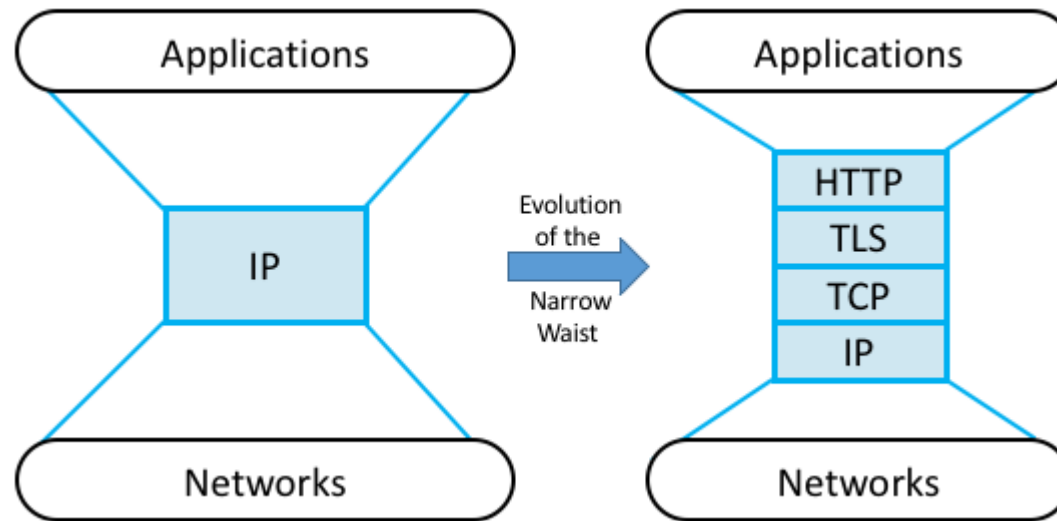 Applications
IP
Networks
Evolution
of the
Narrow
Waist
Applications
HTTP
TLS
TCP
IP
Networks